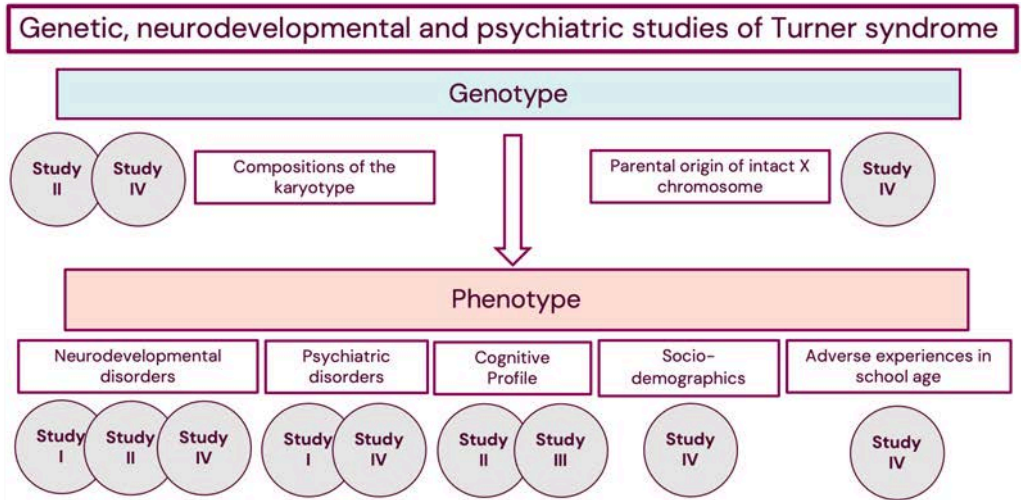 Genetic, neurodevelopmental and psychiatric studies of Turner syndrome
Genotype
Study
II
Study
IV
Compositions of the
karyotype
Parental origin of intact X
chromosome
Study
IV
Phenotype
Neurodevelopmental
disorders
Psychiatric
disorders
Cognitive
Profile
Socio-
demographics
Adverse experiences in
school age
Study
I
Study
II
Study
IV
Study
I
Study
IV
Study
II
Study
III
Study
IV
Study
IV